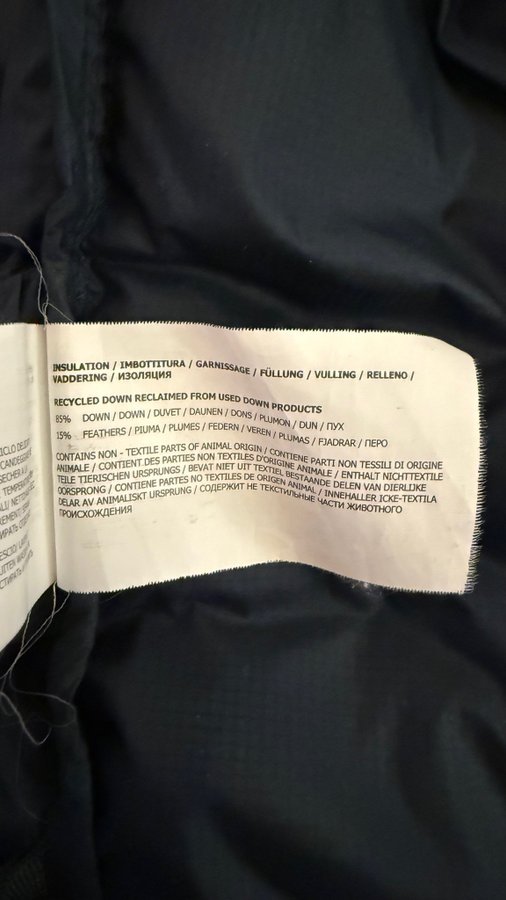 INSULATION / IMBOTTITURA / GARNISSAGE / FÜLLUNG / VULLING / RELLENO /
VADDERING / ИЗОЛЯЦИЯ
RECYCLED DOWN RECLAIMED FROM USED DOWN PRODUCTS
85% DOWN / DOWN / DUVET / DAUNEN / DONS / PLUMON / DUN / ПУХ
15% FEATHERS / PIUMA / PLUMES / FEDERN / VEREN / PLUMAS / FJADRAR / ПЕРО
CONTAINS NON - TEXTILE PARTS OF ANIMAL ORIGIN / CONTIENE PARTI NON TESSILI DI ORIGINE
ANIMALE / CONTIENT DES PARTIES NON TEXTILES D'ORIGINE ANIMALE / ENTHALT NICHTTEXTILE
TEILE TIERISCHEN URSPRUNGS / BEVAT NIET UIT TEXTIEL BESTAANDE DELEN VAN DIERLIJKE
OORSPRONG / CONTIENE PARTES NO TEXTILES DE ORIGEN ANIMAL / INNEHALLER ICKE-TEXTILA
DELAR AV ANIMALISKT URSPRUNG / СОДЕРЖИТ НЕ ТЕКСТИЛЬНЫЕ ЧАСТИ ЖИВОТНОГО
ПРОИСХОЖДЕНИЯ